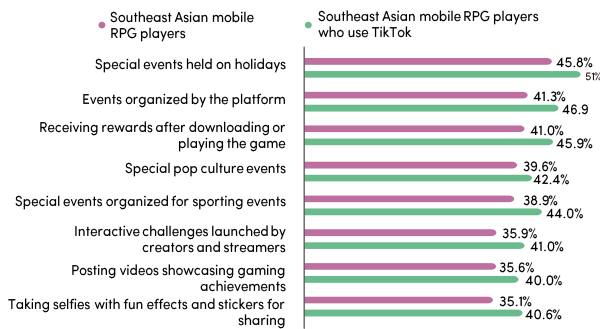 Southeast Asian mobile
RPG players
Southeast Asian mobile RPG players
who use TikTok
Special events held on holidays
45.8%
51%
Events organized by the platform
41.3%
46.9
Receiving rewards after downloading or
playing the game
41.0%
45.9%
Special pop culture events
39.6%
42.4%
Special events organized for sporting events
38.9%
44.0%
Interactive challenges launched by
creators and streamers
35.9%
41.0%
Posting videos showcasing gaming
achievements
35.6%
40.0%
Taking selfies with fun effects and stickers for
sharing
35.1%
40.6%